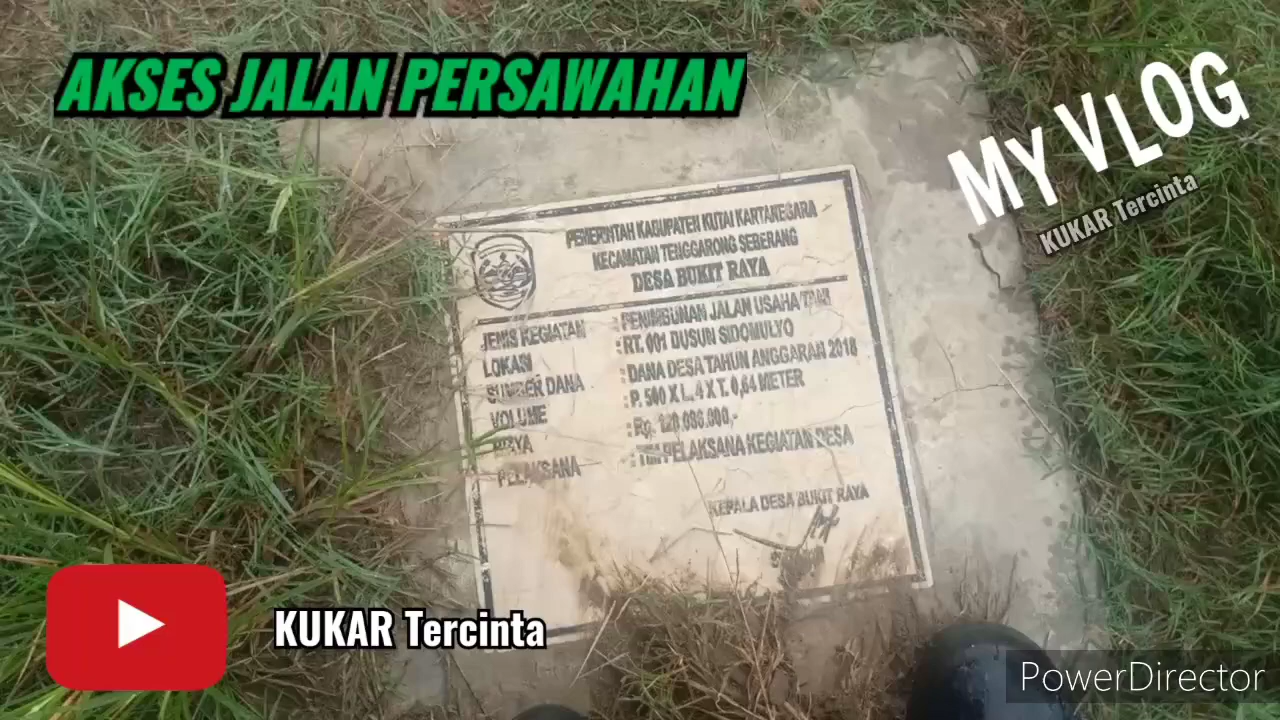 AKSES JALAN PERSAWAHAN
MY VLOG
KUKAR Tercinta
PEMERINTAH KABUPATEN KUTAI KARTANEGARA
KECAMATAN TENGGARONG SEBERANG
DESA BUKIT RAYA
JENIS KEGIATAN : PENIMBUNAN JALAN USAHA TANI
LOKASI : RT. 001 DUSUN SIDOMULYO
SUMBER DANA : DANA DESA TAHUN ANGGARAN 2018
VOLUME : P. 500 X L. 4 X T. 0,64 METER
BIAYA : Rp.
PELAKSANA : TIM PELAKSANA KEGIATAN DESA
KEPALA DESA BUKIT RAYA
KUKAR Tercinta
PowerDirector